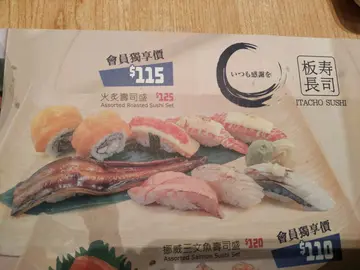 會員獨享價
$115
火炙壽司盛 $125
Assorted Roasted Sushi Set
いつも感謝を
板寿
長司
ITACHO SUSHI
挪威三文魚壽司盛 $120
Assorted Salmon Sushi Set
會員獨享價
$110